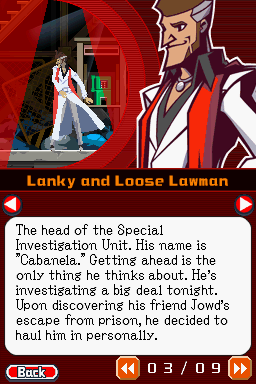 Lanky and Loose Lawman
The head of the Special
Investigation Unit. His name is
"Cabanela." Getting ahead is the
only thing he thinks about. He's
investigating a big deal tonight.
Upon discovering his friend Jowd's
escape from prison, he decided to
haul him in personally.
Back
03/09